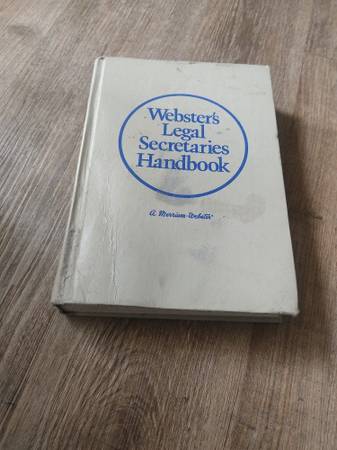 Webster's
Legal
Secretaries
Handbook
A Merriam-Webster